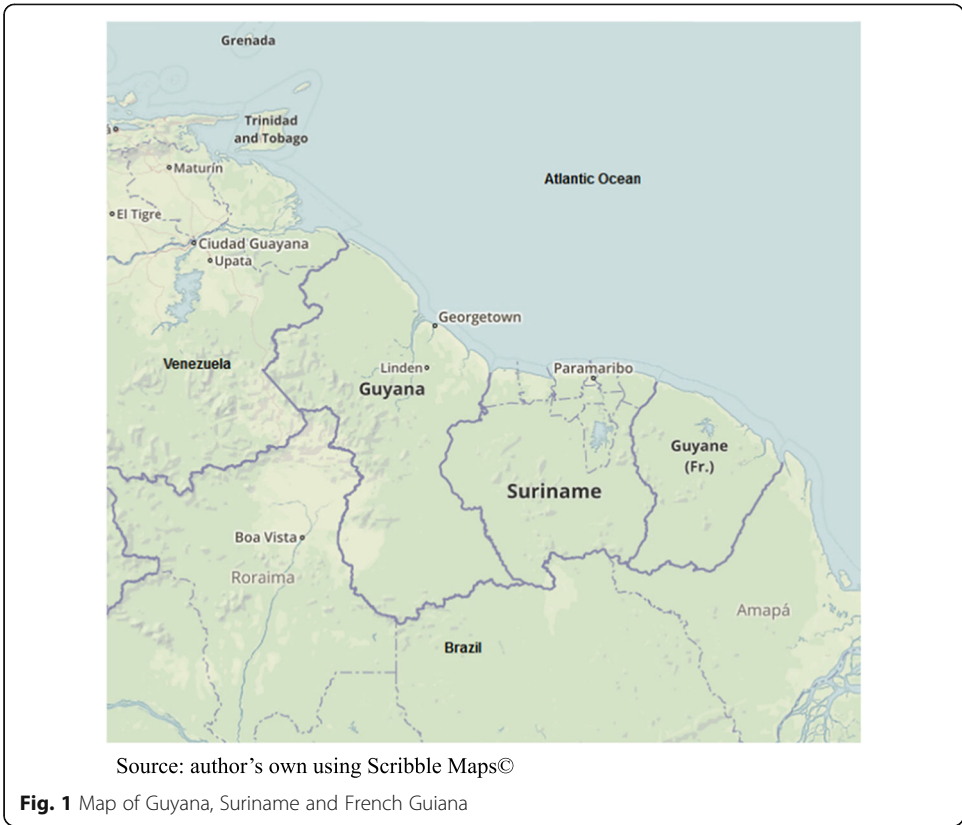 Grenada
Trinidad
and Tobago
Maturín
Atlantic Ocean
El Tigre
Ciudad Guayana
Upata
Georgetown
Venezuela
Linden
Paramaribo
Guyana
Guyane
(Fr.)
Suriname
Boa Vista
Roraima
Amapá
Brazil
Source: author's own using Scribble Maps©
Fig. 1 Map of Guyana, Suriname and French Guiana